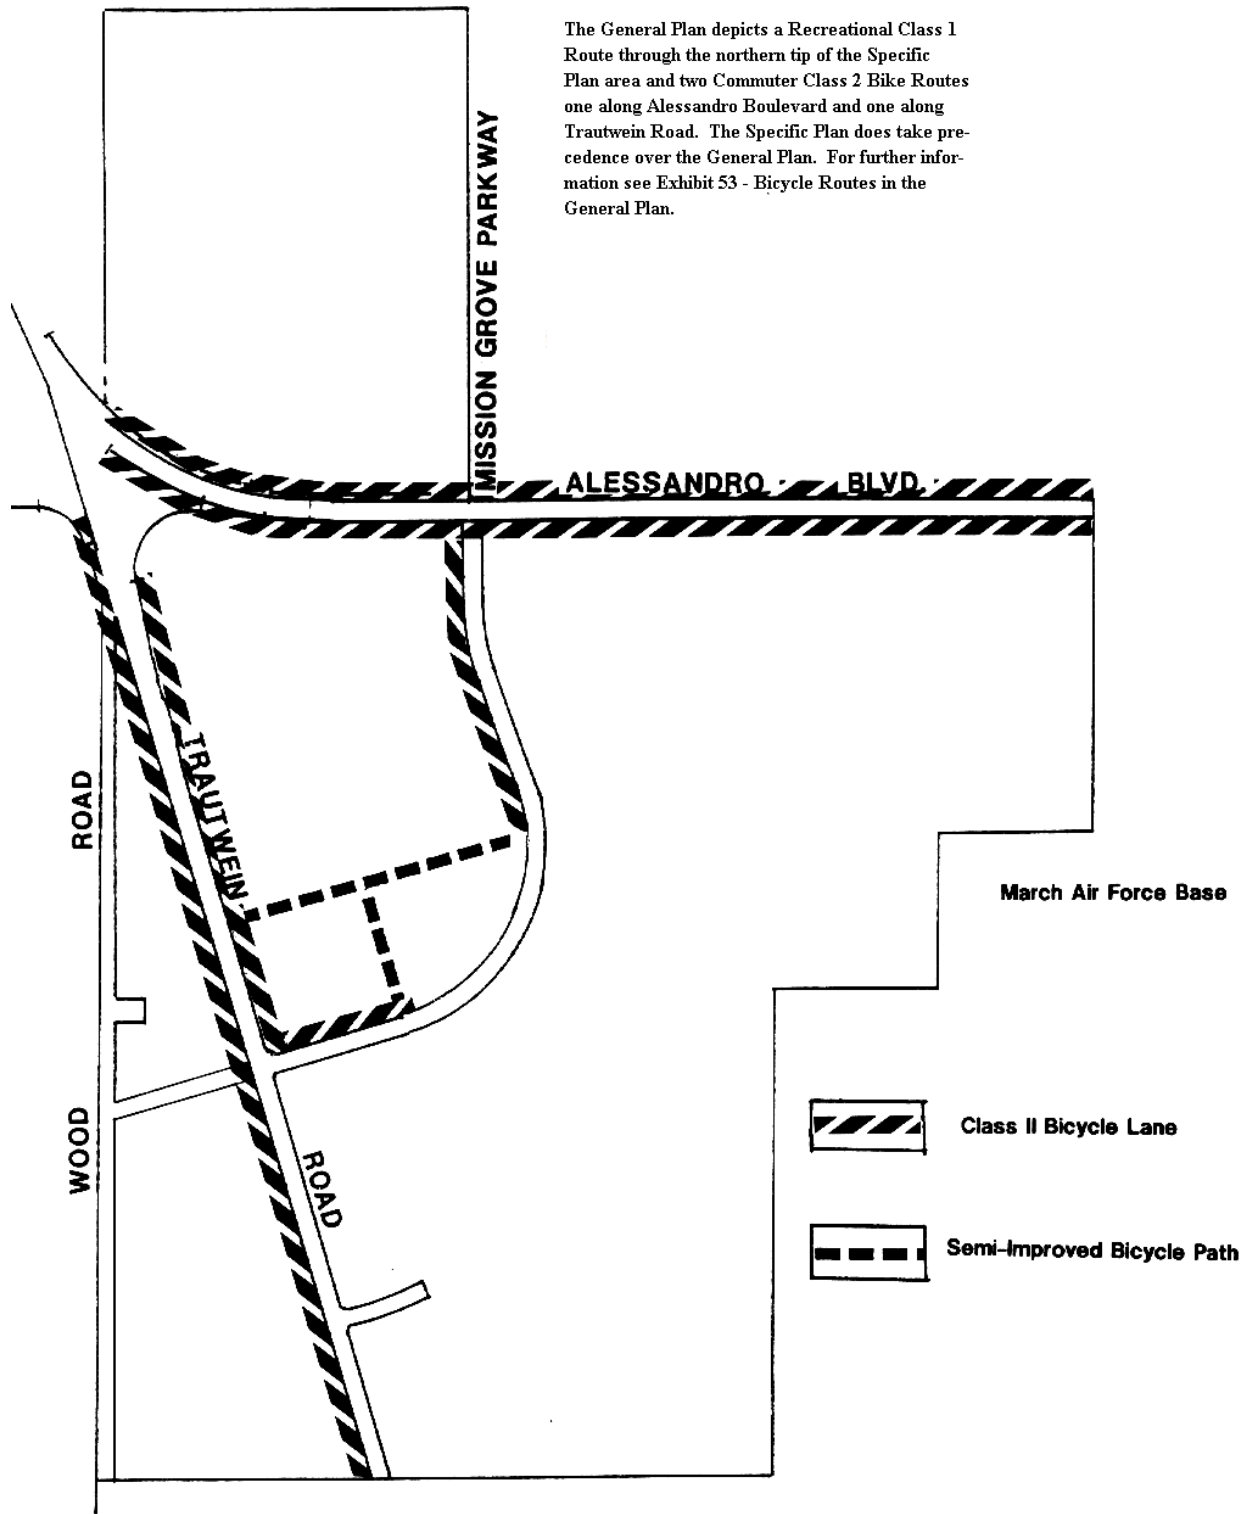 The General Plan depicts a Recreational Class 1
Route through the northern tip of the Specific
Plan area and two Commuter Class 2 Bike Routes
one along Alessandro Boulevard and one along
Trautwein Road. The Specific Plan does take pre-
cedence over the General Plan. For further infor-
mation see Exhibit 53 - Bicycle Routes in the
General Plan.
MISSION GROVE PARKWAY
ALESSANDRO BLVD.
TRAUTWEIN
ROAD
WOOD
ROAD
March Air Force Base
Class II Bicycle Lane
Semi-Improved Bicycle Path